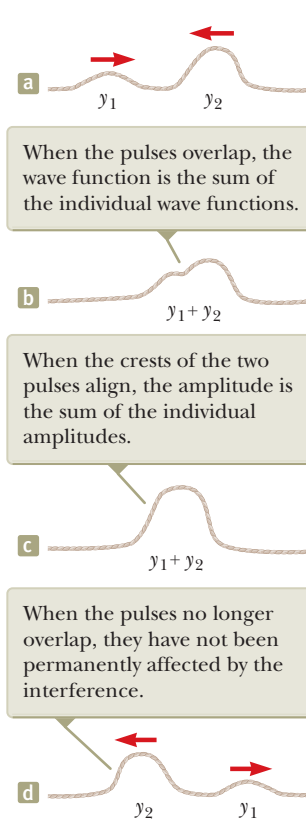 a
y₁ y₂
When the pulses overlap, the
wave function is the sum of
the individual wave functions.
b
y₁ + y₂
When the crests of the two
pulses align, the amplitude is
the sum of the individual
amplitudes.
c
y₁ + y₂
When the pulses no longer
overlap, they have not been
permanently affected by the
interference.
d
y₂ y₁